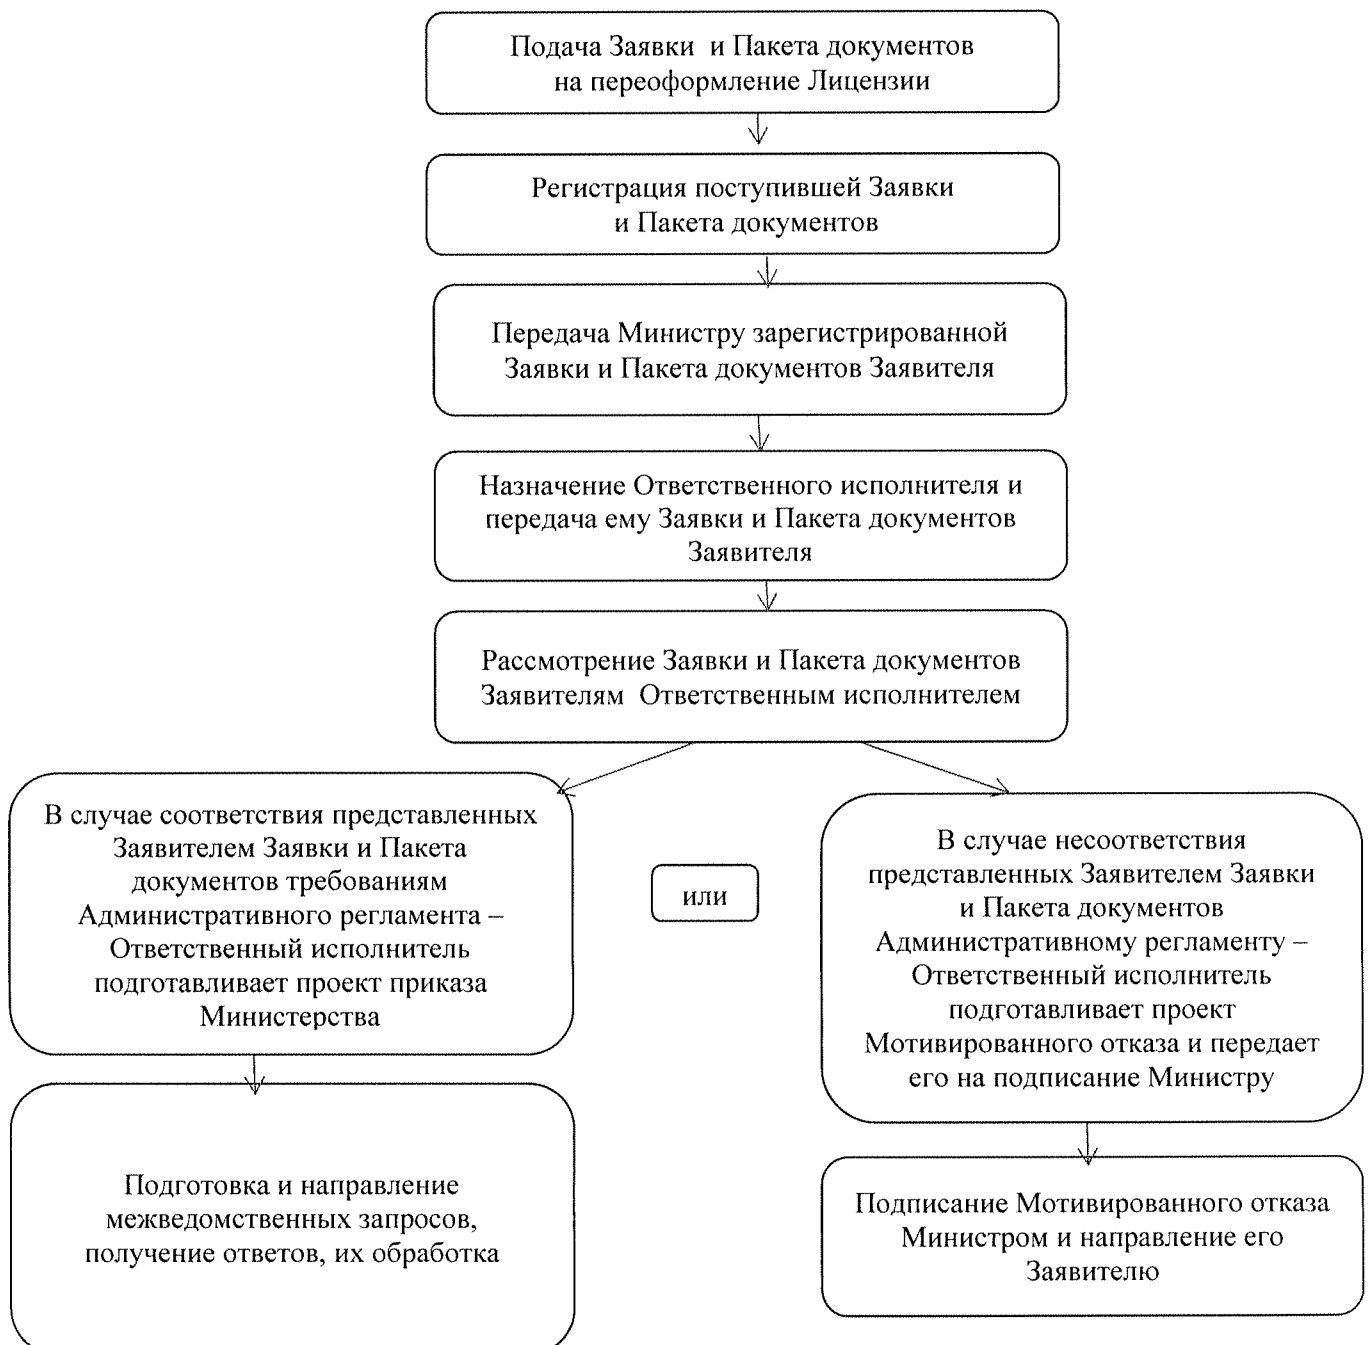 Подача Заявки и Пакета документов
на переоформление Лицензии
Регистрация поступившей Заявки
и Пакета документов
Передача Министру зарегистрированной
Заявки и Пакета документов Заявителя
Назначение Ответственного исполнителя и
передача ему Заявки и Пакета документов
Заявителя
Рассмотрение Заявки и Пакета документов
Заявителям Ответственным исполнителем
В случае соответствия представленных
Заявителем Заявки и Пакета
документов требованиям
Административного регламента –
Ответственный исполнитель
подготавливает проект приказа
Министерства
или
В случае несоответствия
представленных Заявителем Заявки
и Пакета документов
Административному регламенту –
Ответственный исполнитель
подготавливает проект
Мотивированного отказа и передает
его на подписание Министру
Подготовка и направление
межведомственных запросов,
получение ответов, их обработка
Подписание Мотивированного отказа
Министром и направление его
Заявителю